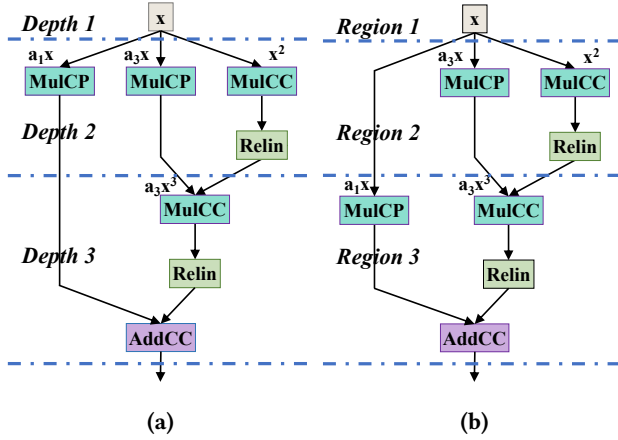 Depth 1
x
a₁x
a₃x
x²
MulCP
MulCP
MulCC
Depth 2
Relin
a₃x³
MulCC
Depth 3
Relin
AddCC
(a)
Region 1
x
a₃x
x²
MulCP
MulCC
Region 2
Relin
a₁x
a₃x³
MulCP
MulCC
Region 3
Relin
AddCC
(b)